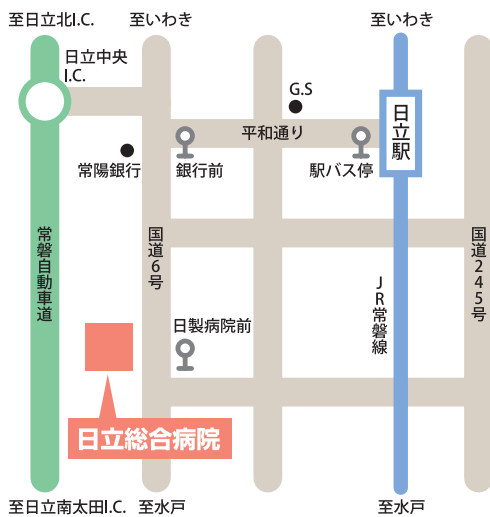 至日立北I.C.
至いわき
至いわき
日立中央
I.C.
G.S
平和通り
日立駅
常陽銀行
銀行前
駅バス停
常磐自動車道
国道6号
国道245号
JR常磐線
日製病院前
日立総合病院
至日立南太田I.C.
至水戸
至水戸